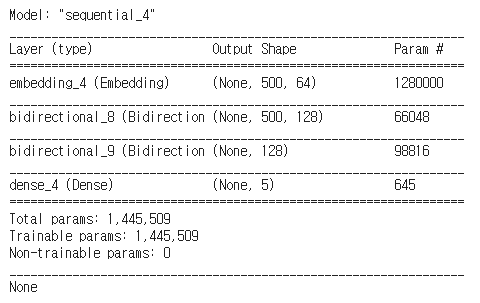 Model: "sequential_4"
_________________________________________________________________
Layer (type)                 Output Shape              Param #
=================================================================
embedding_4 (Embedding)      (None, 500, 64)           1280000
_________________________________________________________________
bidirectional_8 (Bidirection (None, 500, 128)          66048
_________________________________________________________________
bidirectional_9 (Bidirection (None, 128)               98816
_________________________________________________________________
dense_4 (Dense)              (None, 5)                 645
=================================================================
Total params: 1,445,509
Trainable params: 1,445,509
Non-trainable params: 0
_________________________________________________________________
None